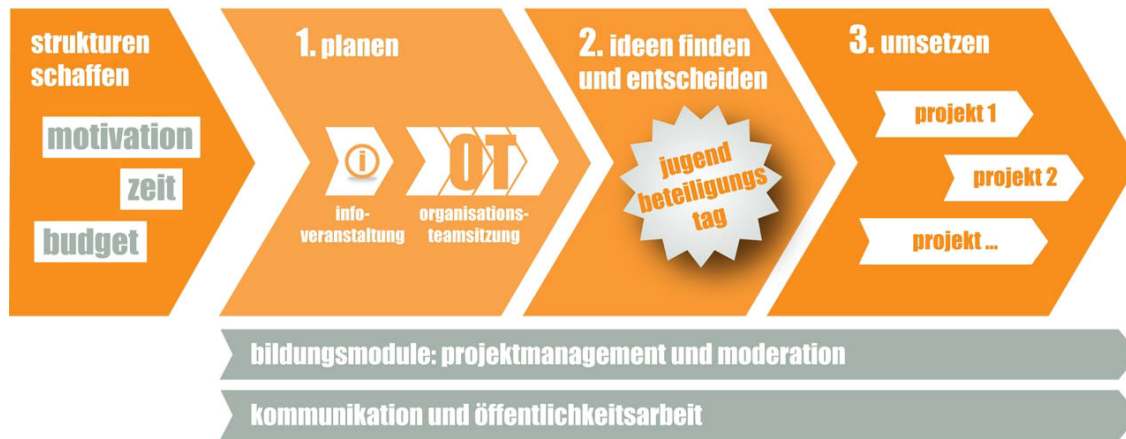 strukturen
schaffen
motivation
zeit
budget
1. planen
i
info-
veranstaltung
OT
organisations-
teamsitzung
2. ideen finden
und entscheiden
jugend
beteiligungs
tag
3. umsetzen
projekt 1
projekt 2
projekt ...
bildungsmodule: projektmanagement und moderation
kommunikation und öffentlichkeitsarbeit